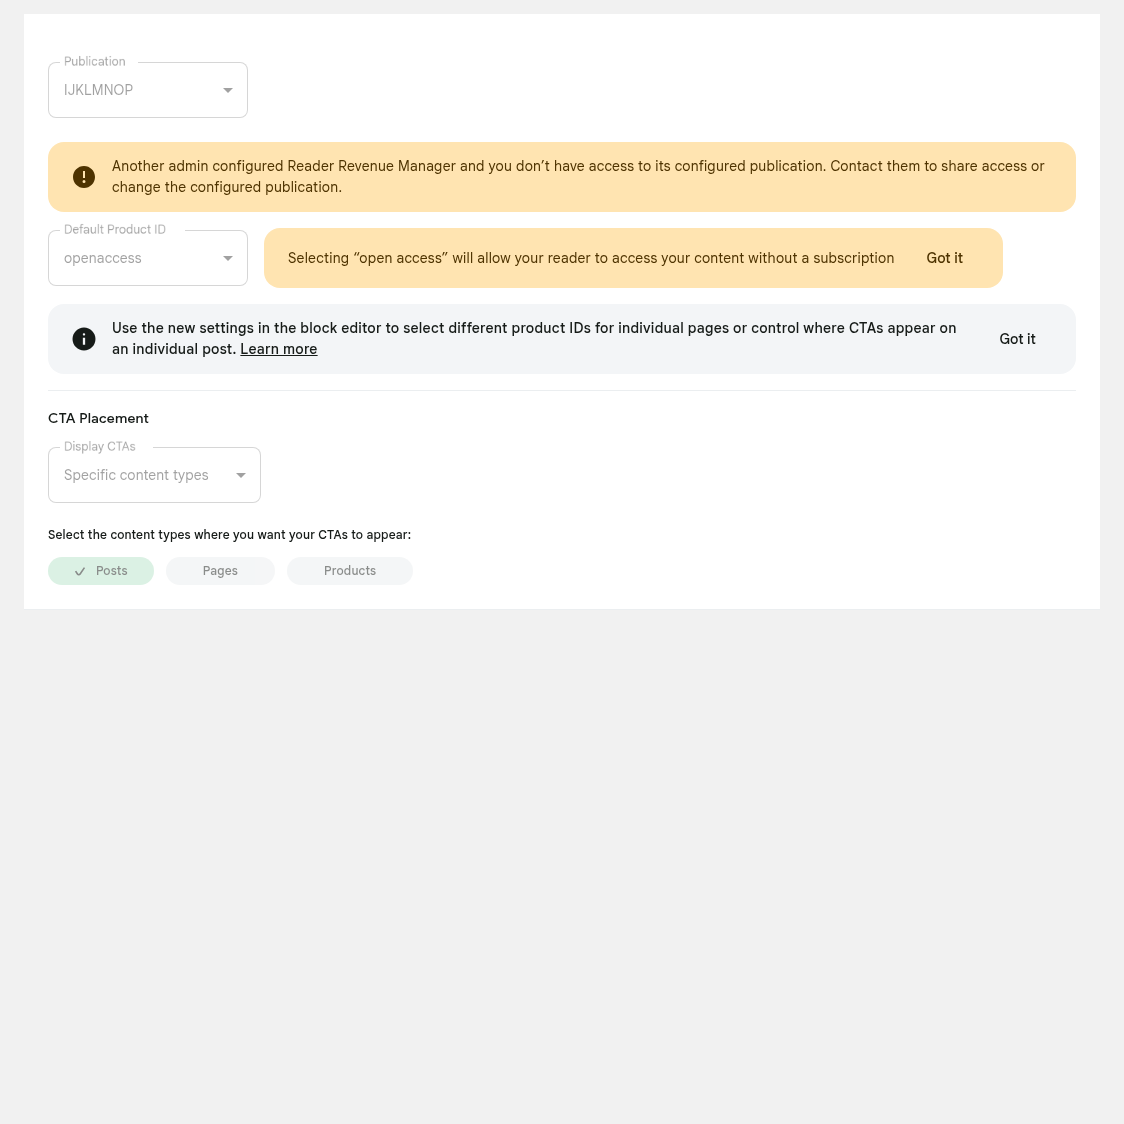 Publication
IJKLMNOP
Another admin configured Reader Revenue Manager and you don’t have access to its configured publication. Contact them to share access or
change the configured publication.
Default Product ID
openaccess
Selecting “open access” will allow your reader to access your content without a subscription
Got it
Use the new settings in the block editor to select different product IDs for individual pages or control where CTAs appear on
an individual post. Learn more
Got it
CTA Placement
Display CTAs
Specific content types
Select the content types where you want your CTAs to appear:
Posts
Pages
Products